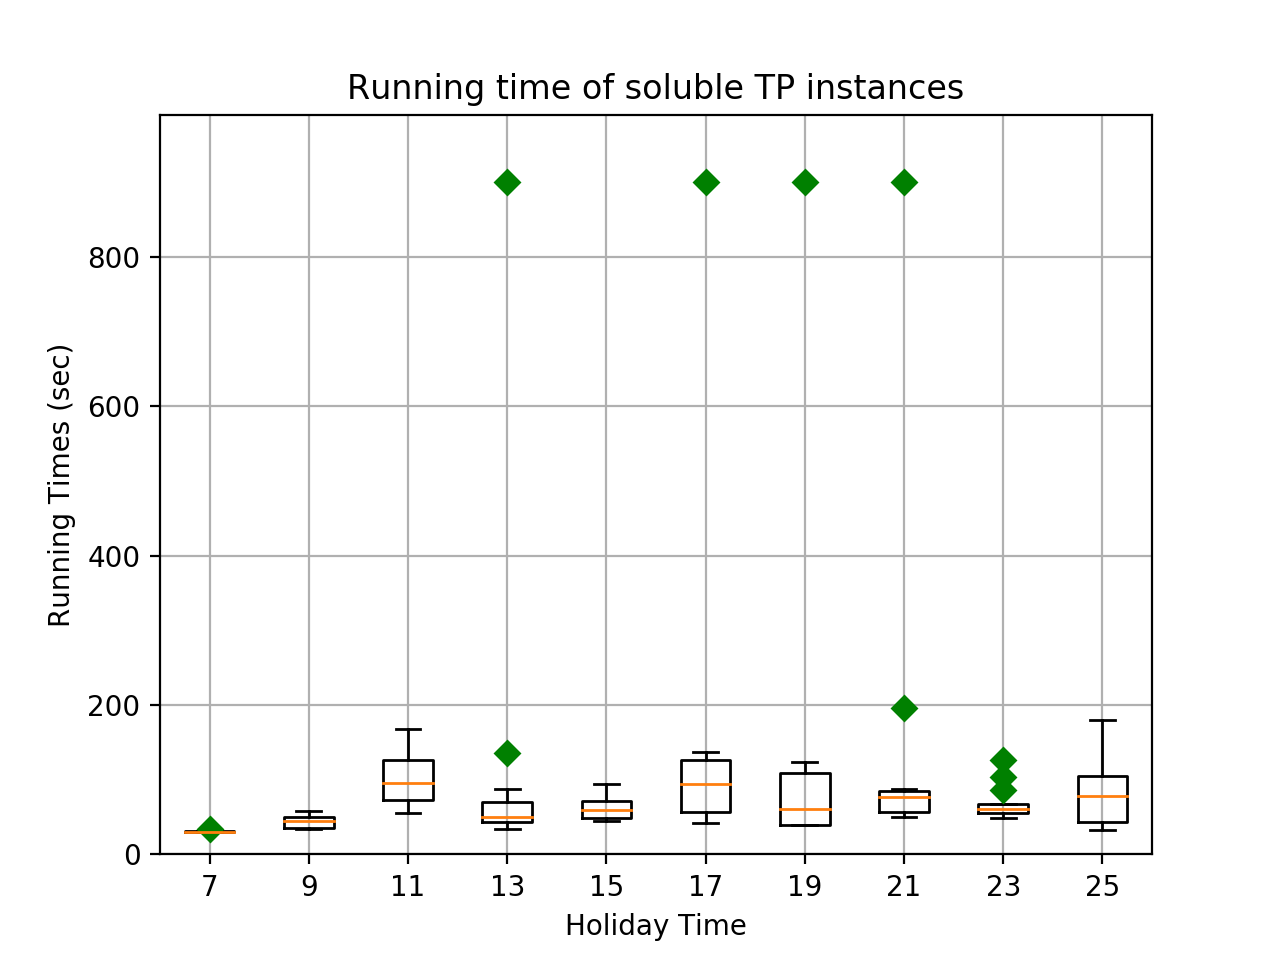 Running time of soluble TP instances
Running Times (sec)
800
600
400
200
0
7 9 11 13 15 17 19 21 23 25
Holiday Time